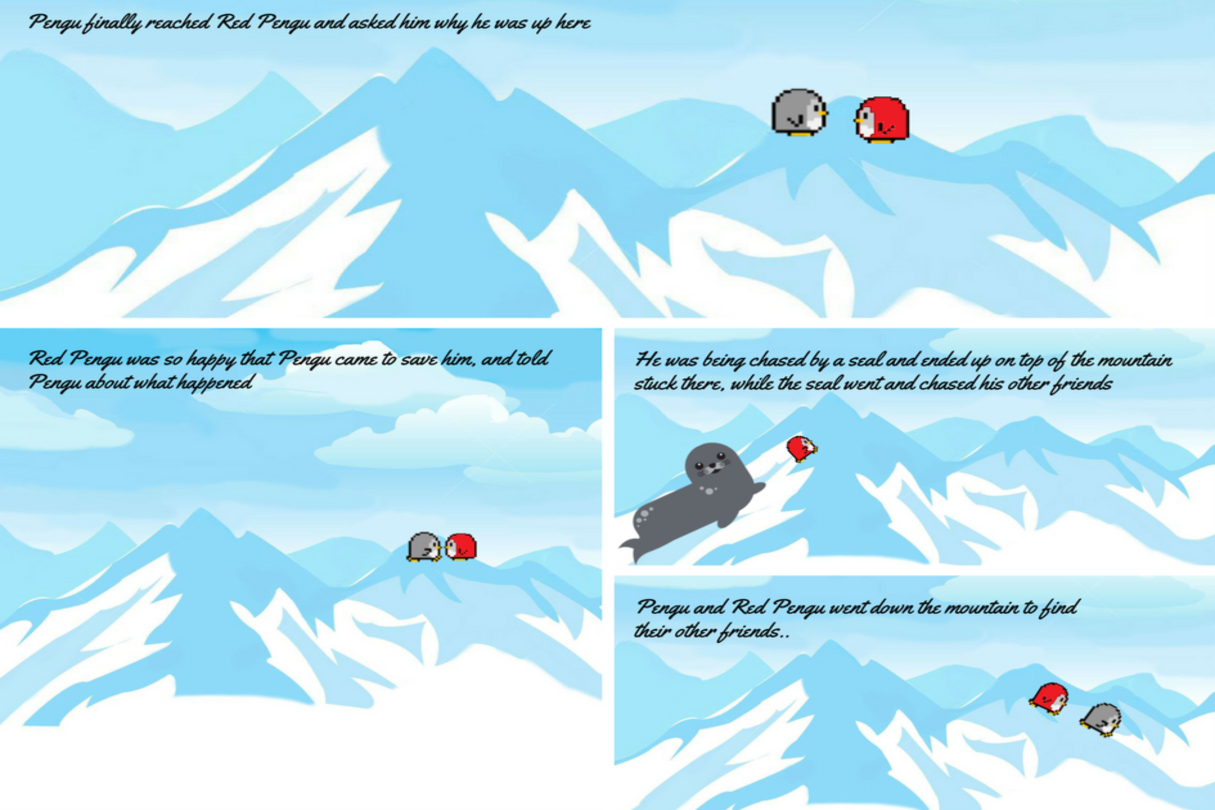 Pengu finally reached Red Pengu and asked him why he was up here
Red Pengu was so happy that Pengu came to save him, and told
Pengu about what happened
He was being chased by a seal and ended up on top of the mountain
stuck there, while the seal went and chased his other friends
Pengu and Red Pengu went down the mountain to find
their other friends..